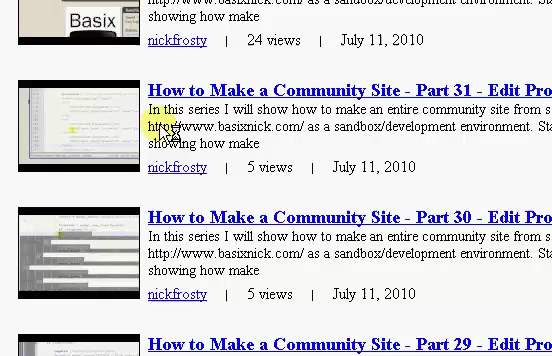 Basix
http://www.basixnick.com/ as a sandbox/development environment. Sta
showing how make
nickfrosty | 24 views | July 11, 2010
How to Make a Community Site - Part 31 - Edit Pro
In this series I will show how to make an entire community site from s
http://www.basixnick.com/ as a sandbox/development environment. Sta
showing how make
nickfrosty | 5 views | July 11, 2010
How to Make a Community Site - Part 30 - Edit Pro
In this series I will show how to make an entire community site from s
http://www.basixnick.com/ as a sandbox/development environment. Sta
showing how make
nickfrosty | 5 views | July 11, 2010
How to Make a Community Site - Part 29 - Edit Pro